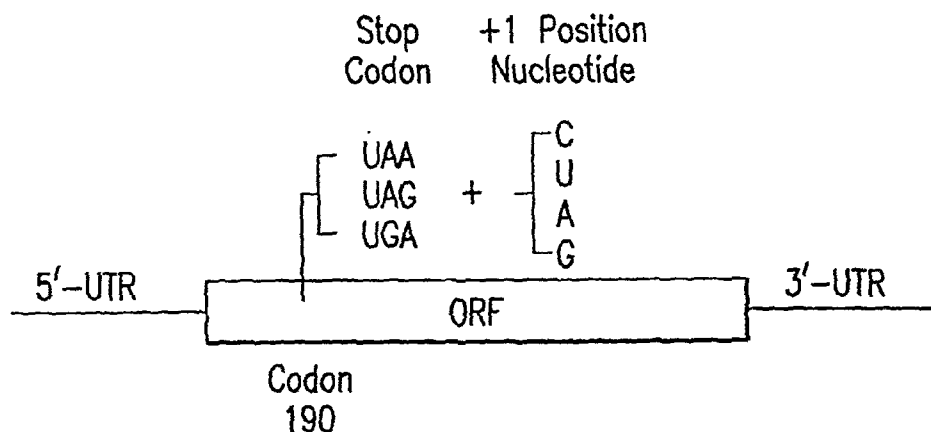 Stop +1 Position
Codon Nucleotide
UAA
UAG
UGA
+
C
U
A
G
5'-UTR
ORF
3'-UTR
Codon
190